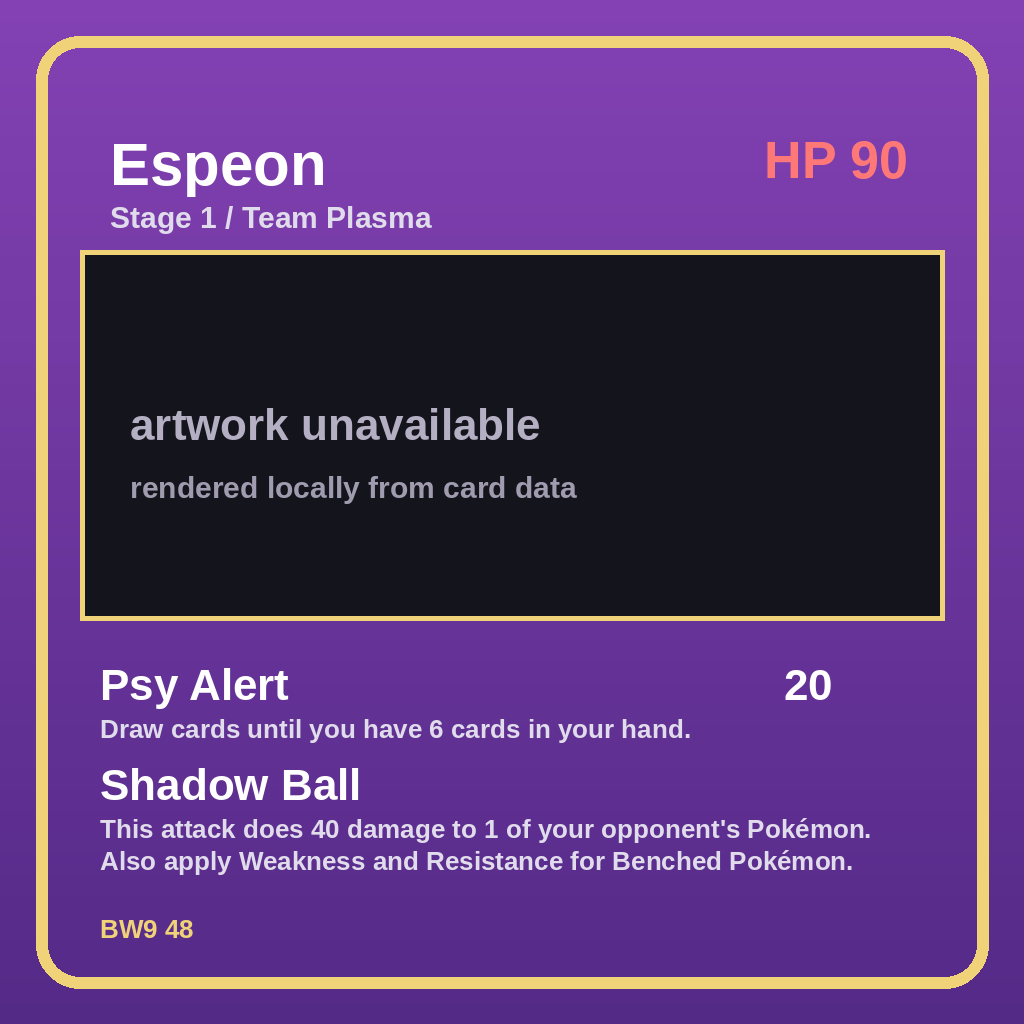 Espeon
HP 90
Stage 1 / Team Plasma
artwork unavailable
rendered locally from card data
Psy Alert
20
Draw cards until you have 6 cards in your hand.
Shadow Ball
This attack does 40 damage to 1 of your opponent's Pokémon.
Also apply Weakness and Resistance for Benched Pokémon.
BW9 48